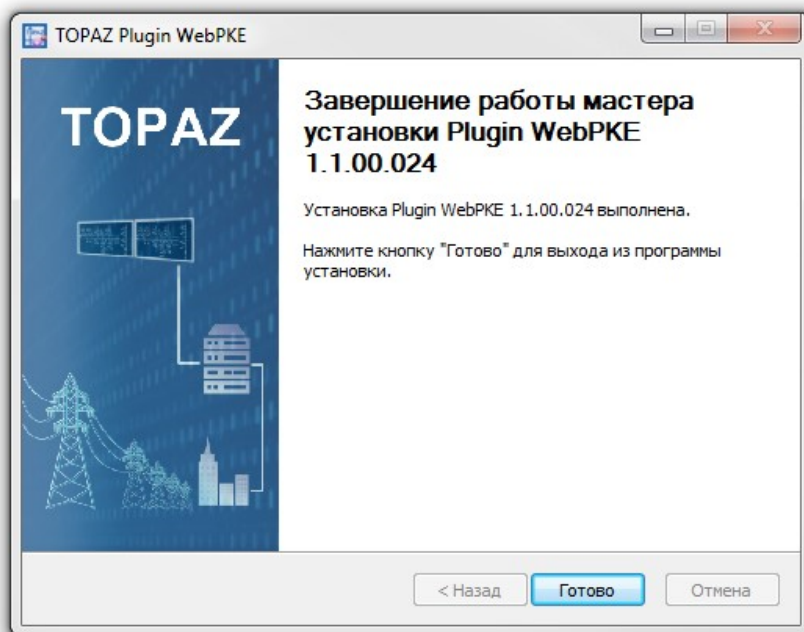 TOPAZ Plugin WebPKE
TOPAZ
Завершение работы мастера
установки Plugin WebPKE
1.1.00.024
Установка Plugin WebPKE 1.1.00.024 выполнена.
Нажмите кнопку "Готово" для выхода из программы
установки.
< Назад
Готово
Отмена